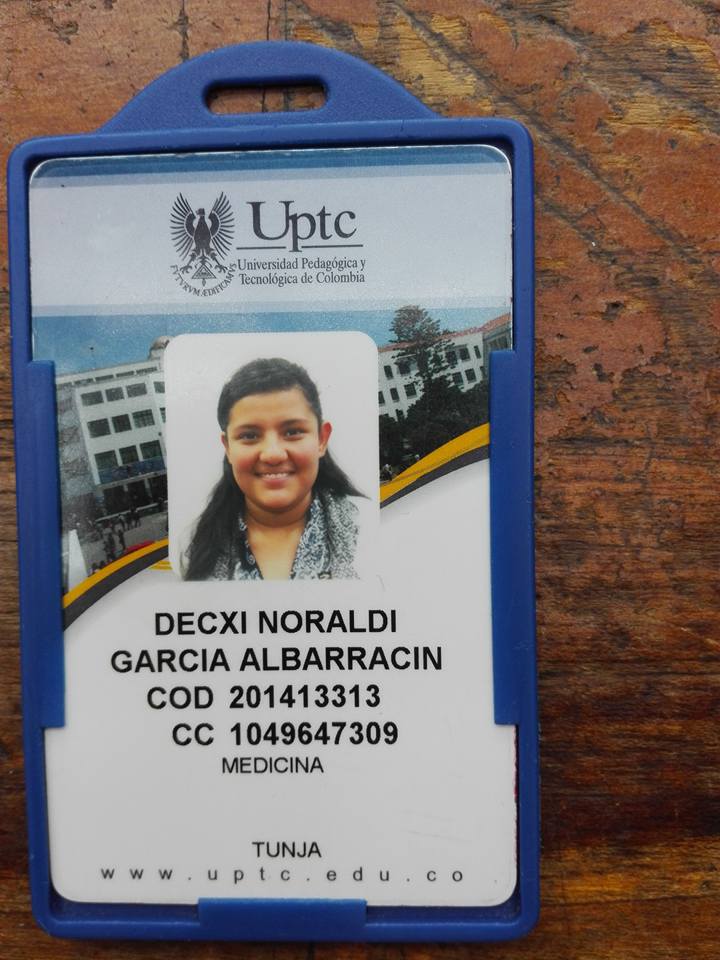 Uptc
Universidad Pedagógica y
Tecnológica de Colombia
FVTVRVM ÆDIFICAMVS
DECXI NORALDI
GARCIA ALBARRACIN
COD 201413313
CC 1049647309
MEDICINA
TUNJA
www.uptc.edu.co